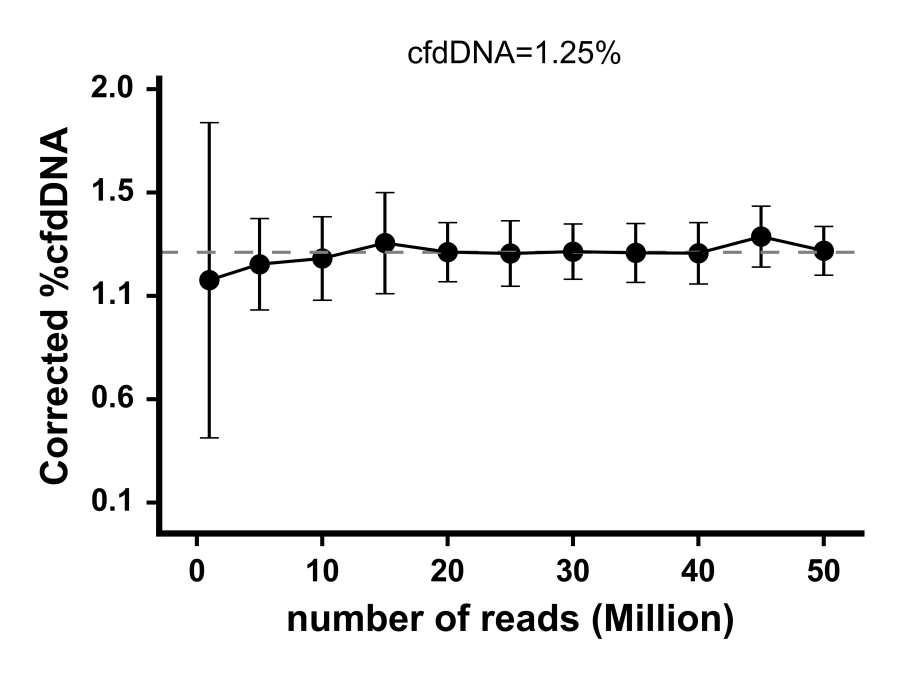 cfdDNA=1.25%
Corrected %cfdDNA
2.0
1.5
1.1
0.6
0.1
0 10 20 30 40 50
number of reads (Million)